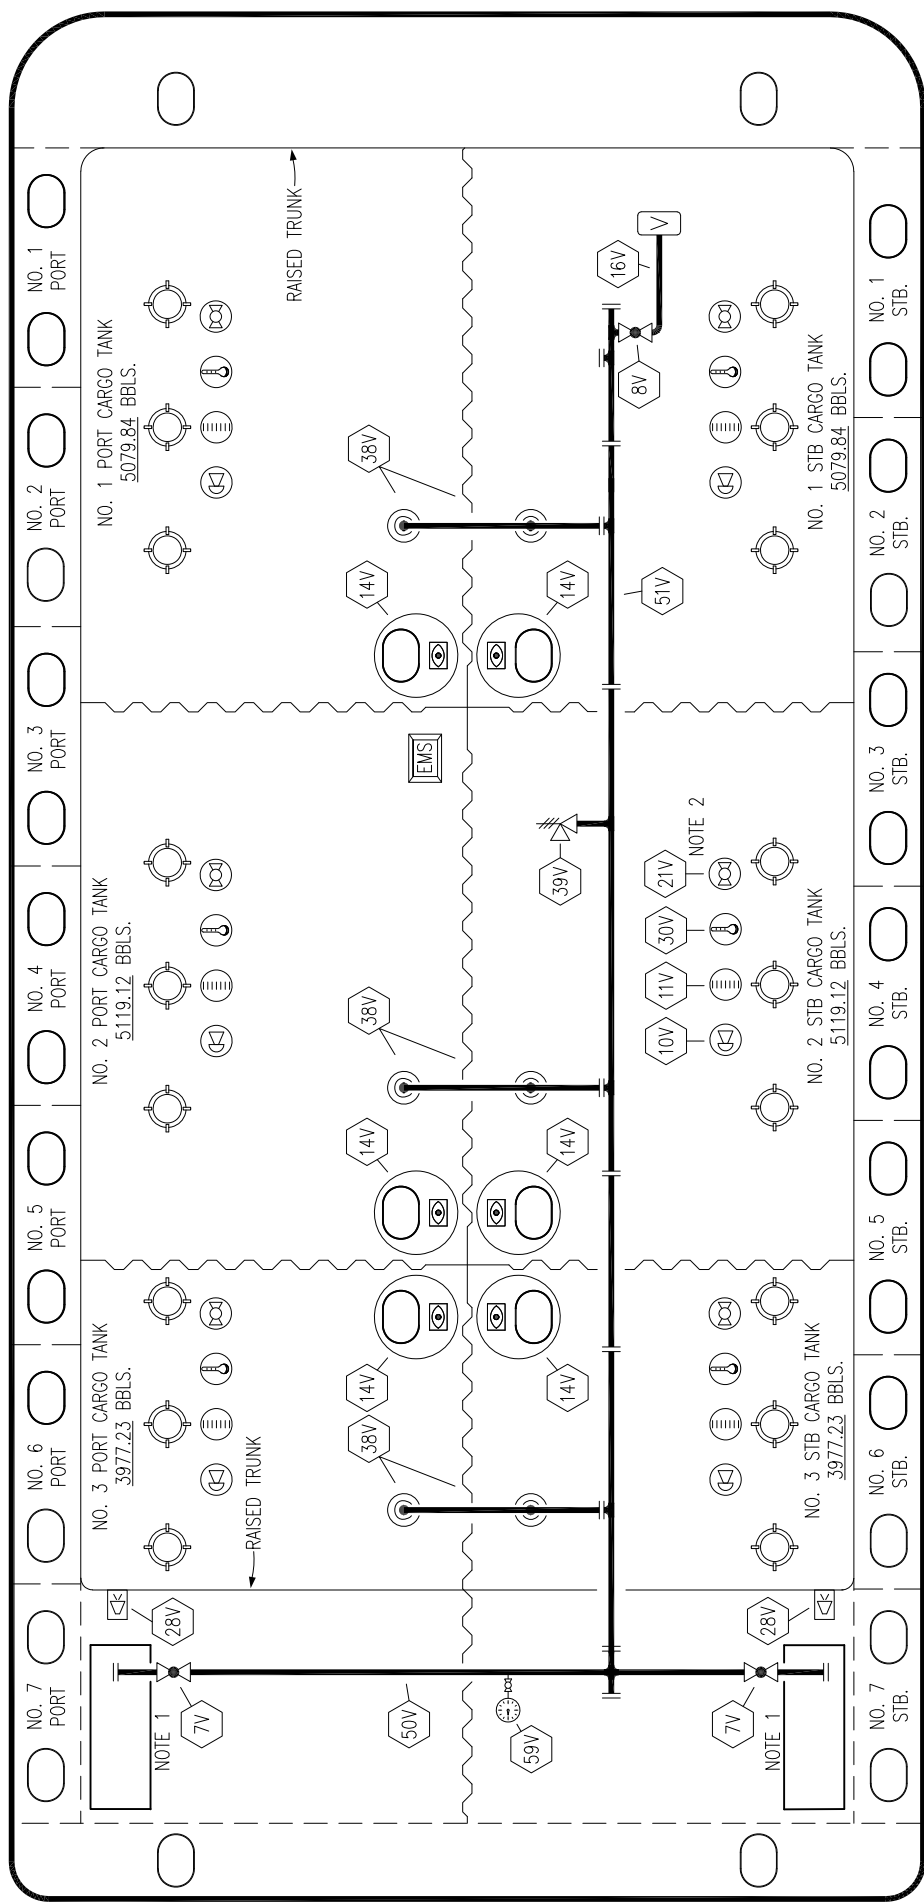 NO. 1
PORT
NO. 2
PORT
NO. 3
PORT
NO. 4
PORT
NO. 5
PORT
NO. 6
PORT
NO. 7
PORT
RAISED TRUNK
NO. 1 PORT CARGO TANK
5079.84 BBLS.
38V
14V
14V
16V
V
8V
51V
NO. 1 STB CARGO TANK
5079.84 BBLS.
EMS
NO. 2 PORT CARGO TANK
5119.12 BBLS.
38V
14V
14V
39V
NOTE 2
21V
30V
11V
10V
NO. 2 STB CARGO TANK
5119.12 BBLS.
NO. 3 PORT CARGO TANK
3977.23 BBLS.
14V
14V
38V
RAISED TRUNK
NO. 3 STB CARGO TANK
3977.23 BBLS.
28V
28V
NOTE 1
7V
50V
59V
7V
NOTE 1
NO. 1
STB.
NO. 2
STB.
NO. 3
STB.
NO. 4
STB.
NO. 5
STB.
NO. 6
STB.
NO. 7
STB.